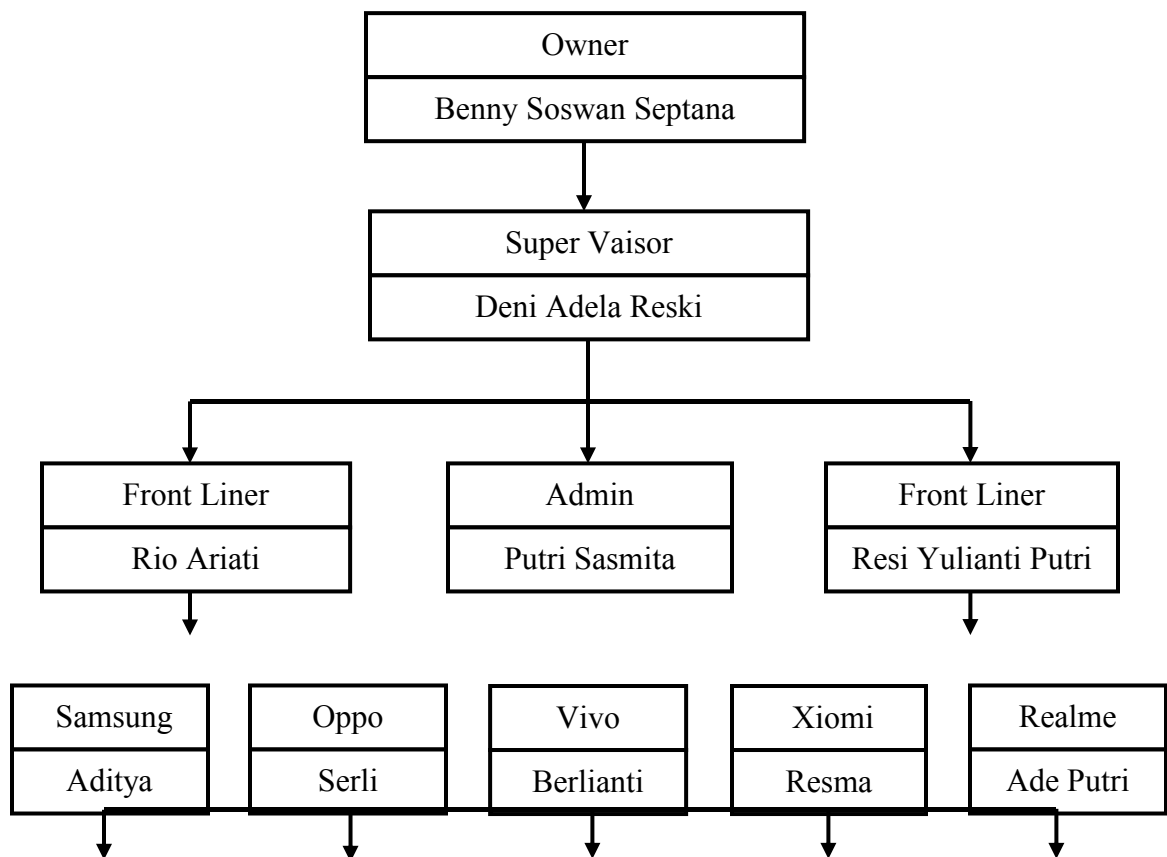 Owner
Benny Soswan Septana
Super Vaisor
Deni Adela Reski
Front Liner
Rio Ariati
Admin
Putri Sasmita
Front Liner
Resi Yulianti Putri
Samsung
Aditya
Oppo
Serli
Vivo
Berlianti
Xiomi
Resma
Realme
Ade Putri